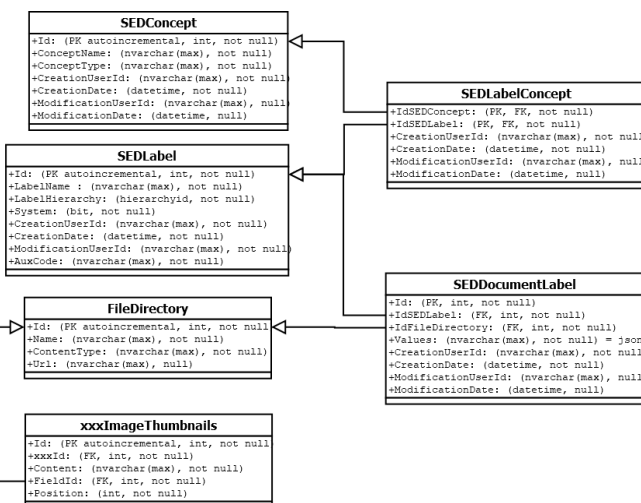 SEDConcept
+Id: (PK autoincremental, int, not null)
+ConceptName: (nvarchar(max), not null)
+ConceptType: (nvarchar(max), not null)
+CreationUserId: (nvarchar(max), not null)
+CreationDate: (datetime, not null)
+ModificationUserId: (nvarchar(max), null)
+ModificationDate: (datetime, null)
SEDLabel
+Id: (PK autoincremental, int, not null)
+LabelName : (nvarchar(max), not null)
+LabelHierarchy: (hierarchyid, not null)
+System: (bit, not null)
+CreationUserId: (nvarchar(max), not null)
+CreationDate: (datetime, not null)
+ModificationUserId: (nvarchar(max), not null)
+AuxCode: (nvarchar(max), not null)
FileDirectory
+Id: (PK autoincremental, int, not null
+Name: (nvarchar(max), not null)
+ContentType: (nvarchar(max), not null)
+Url: (nvarchar(max), null)
xxxImageThumbnails
+Id: (PK autoincremental, int, not null
+xxxId: (FK, int, not null)
+Content: (nvarchar(max), not null)
+FieldId: (FK, int, not null)
+Position: (int, not null)
SEDLabelConcept
+IdSEDConcept: (PK, FK, not null)
+IdSEDLabel: (PK, FK, not null)
+CreationUserId: (nvarchar(max), not null
+CreationDate: (datetime, not null)
+ModificationUserId: (nvarchar(max), null
+ModificationDate: (datetime, null)
SEDDocumentLabel
+Id: (PK, int, not null)
+IdSEDLabel: (FK, int, not null)
+IdFileDirectory: (FK, int, not null)
+Values: (nvarchar(max), not null) = json
+CreationUserId: (nvarchar(max), not null
+CreationDate: (datetime, not null)
+ModificationUserId: (nvarchar(max), null
+ModificationDate: (datetime, null)